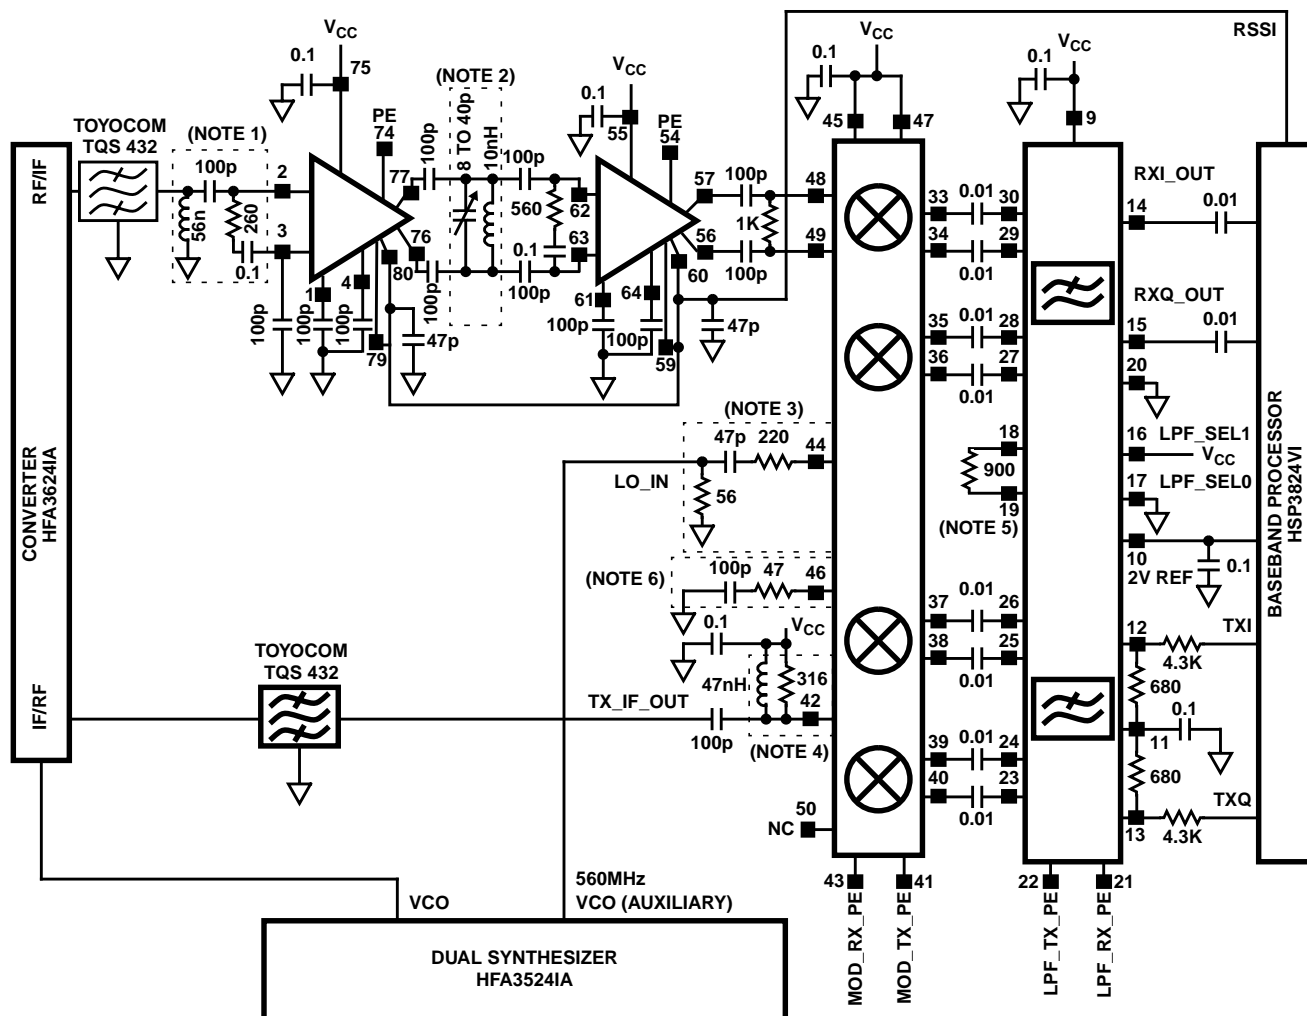 VCC
0.1
75
TOYOCOM
TQS 432
(NOTE 1)
100p
56n
260
0.1
2
3
PE
74
77
76
80
79
1
4
100p
100p
100p
47p
100p
100p
(NOTE 2)
8 TO 40p
10nH
100p
560
0.1
100p
62
63
VCC
0.1
55
PE
54
57
56
60
59
61
64
100p
100p
47p
100p
1K
100p
48
49
VCC
0.1
45
47
33
0.01
30
34
0.01
29
35
0.01
28
36
0.01
27
VCC
0.1
9
RSSI
RXI_OUT
14
0.01
RXQ_OUT
15
0.01
20
16
LPF_SEL1
VCC
17
LPF_SEL0
10
2V REF
0.1
18
900
19
(NOTE 5)
(NOTE 3)
47p
220
44
LO_IN
56
(NOTE 6)
100p
47
46
0.1
VCC
47nH
316
42
TX_IF_OUT
100p
(NOTE 4)
50
NC
37
0.01
26
38
0.01
25
39
0.01
24
40
0.01
23
12
TXI
4.3K
680
0.1
11
680
TXQ
13
4.3K
RF/IF
CONVERTER
HFA3624IA
IF/RF
TOYOCOM
TQS 432
BASEBAND PROCESSOR
HSP3824VI
43
41
MOD_RX_PE
MOD_TX_PE
22
21
LPF_TX_PE
LPF_RX_PE
VCO
560MHz
VCO (AUXILIARY)
DUAL SYNTHESIZER
HFA3524IA